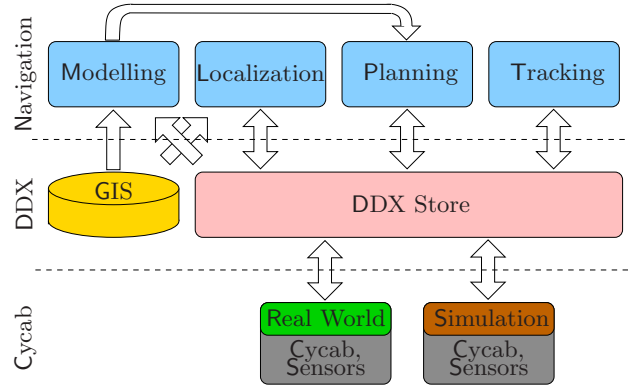 Navigation
Modelling
Localization
Planning
Tracking
DDX
GIS
DDX Store
Cycab
Real World
Cycab,
Sensors
Simulation
Cycab,
Sensors